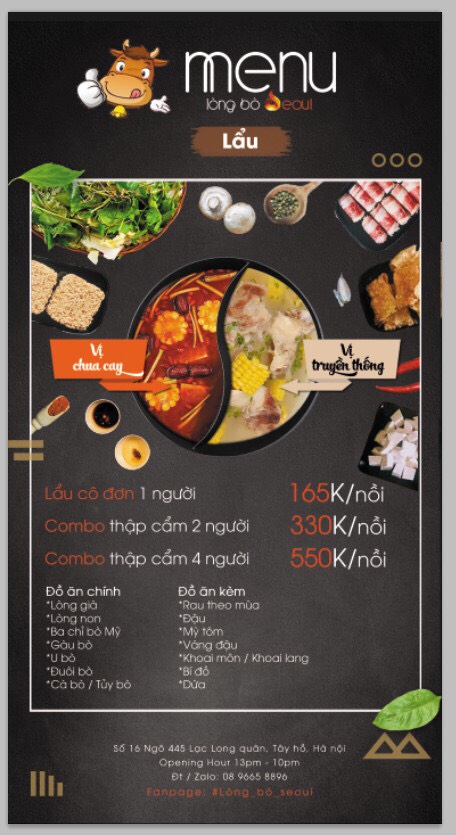 menu
lòng bò Seoul
Lẩu
Vị
chua cay
Vị
truyền thống
Lẩu cô đơn 1 người 165K/nồi
Combo thập cẩm 2 người 330K/nồi
Combo thập cẩm 4 người 550K/nồi
Đồ ăn chính
*Lòng già
*Lòng non
*Ba chỉ bò Mỹ
*Gàu bò
*U bò
*Đuôi bò
*Cà bò / Tủy bò
Đồ ăn kèm
*Rau theo mùa
*Đậu
*Mỳ tôm
*Váng đậu
*Khoai môn / Khoai lang
*Bí đỏ
*Dứa
Số 16 Ngõ 445 Lạc Long quân, Tây hồ, Hà nội
Opening Hour 13pm - 10pm
Đt / Zalo: 08 9665 8896
Fanpage: #Lòng_bò_seoul